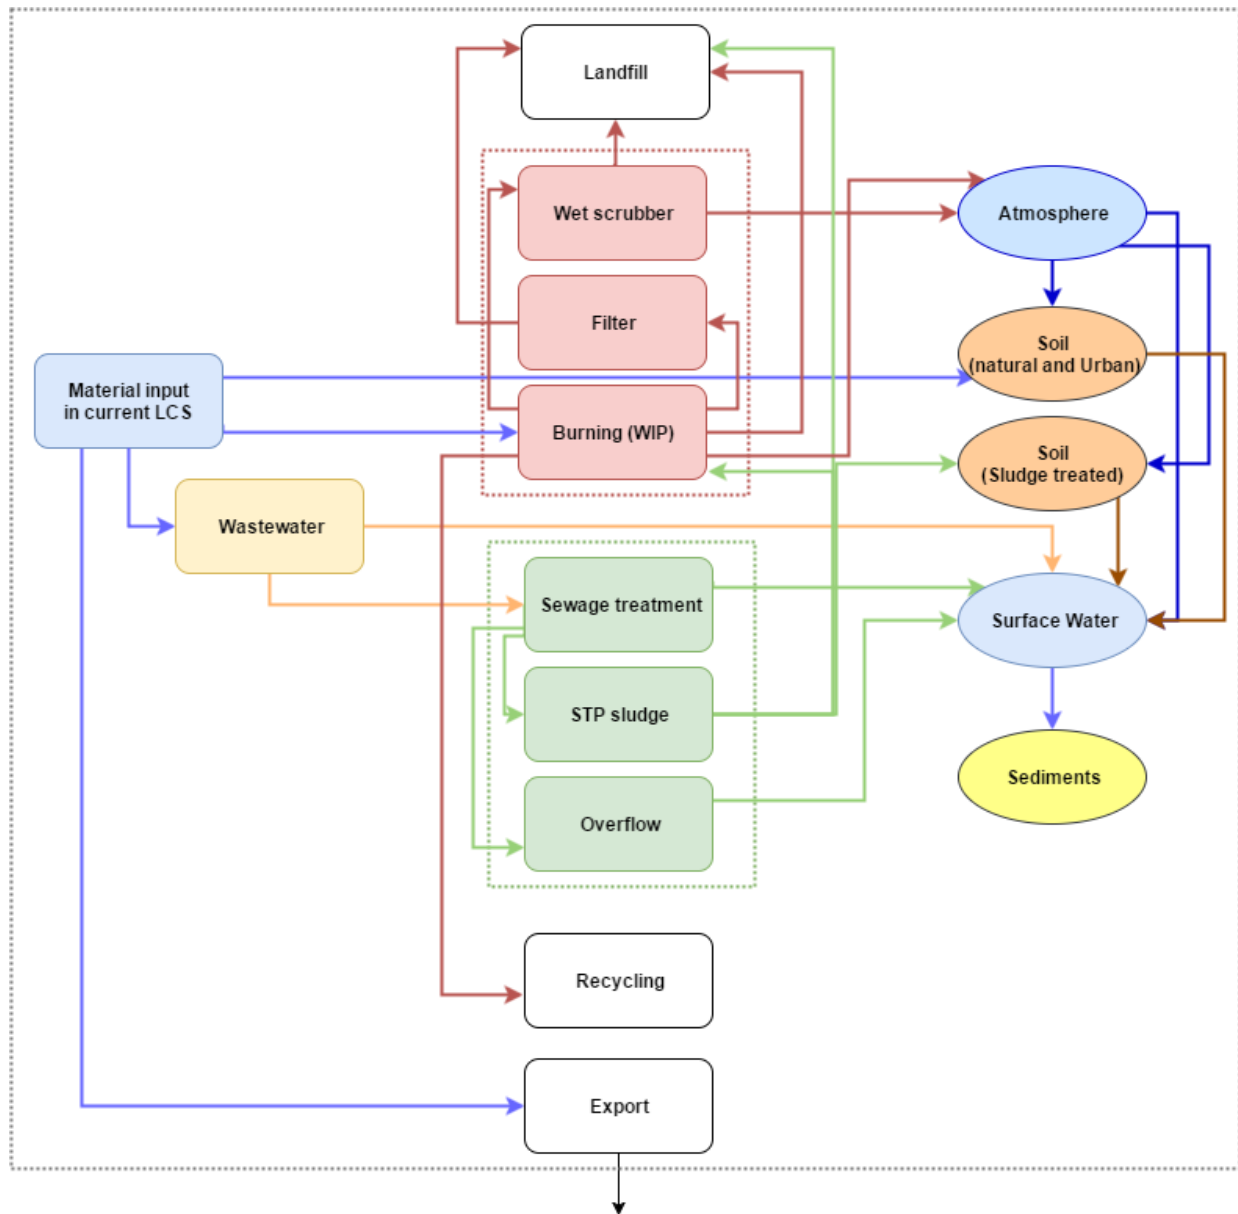 Landfill
Wet scrubber
Atmosphere
Filter
Soil
(natural and Urban)
Material input
in current LCS
Burning (WIP)
Soil
(Sludge treated)
Wastewater
Sewage treatment
Surface Water
STP sludge
Sediments
Overflow
Recycling
Export